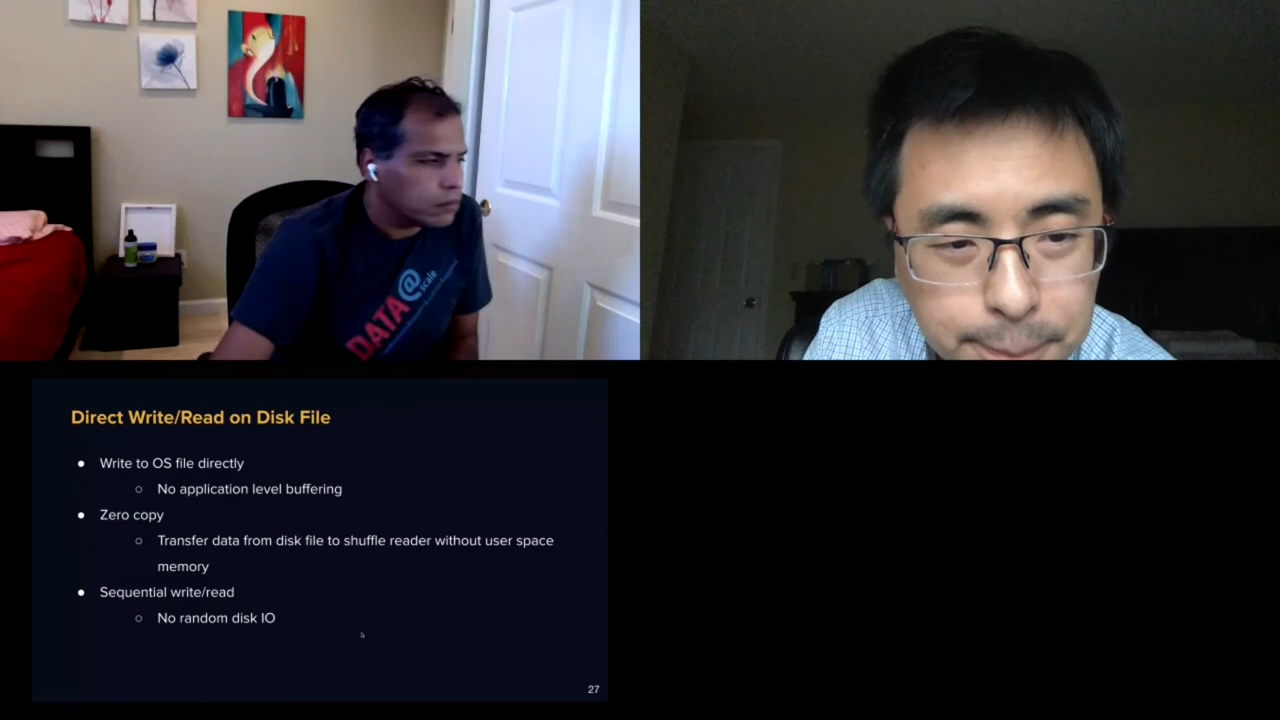 DATA@
scale
Direct Write/Read on Disk File
● Write to OS file directly
○ No application level buffering
● Zero copy
○ Transfer data from disk file to shuffle reader without user space
memory
● Sequential write/read
○ No random disk IO
27